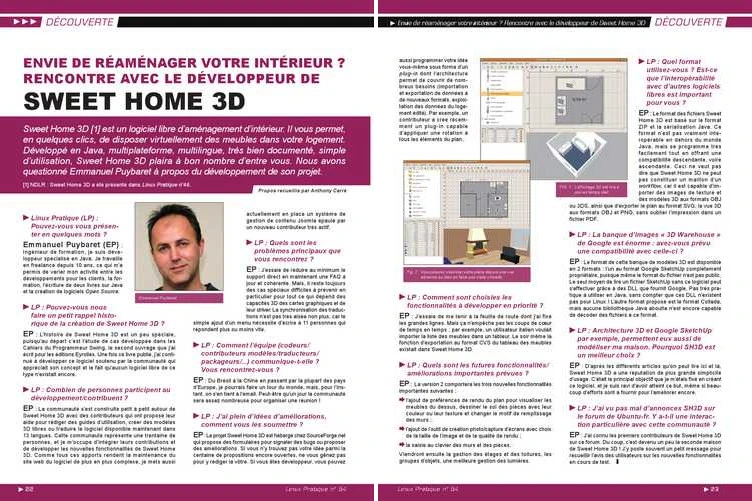 DÉCOUVERTE
ENVIE DE RÉAMÉNAGER VOTRE INTÉRIEUR ?
RENCONTRE AVEC LE DÉVELOPPEUR DE
SWEET HOME 3D
Sweet Home 3D [1] est un logiciel libre d'aménagement d'intérieur. Il vous permet,
en quelques clics, de disposer virtuellement des meubles dans votre logement.
Développé en Java, multiplateforme, multilingue, très bien documenté, simple
d'utilisation, Sweet Home 3D plaira à bon nombre d'entre vous. Nous avons
questionné Emmanuel Puybaret à propos du développement de son projet.
[1] NDLR : Sweet Home 3D a été présenté dans Linux Pratique n°46.
Propos recueillis par Anthony Carré
Linux Pratique (LP) :
Pouvez-vous vous présen-
ter en quelques mots ?
Emmanuel Puybaret (EP) :
Ingénieur de formation, je suis déve-
loppeur spécialisé en Java. Je travaille
en freelance depuis 10 ans, ce qui m'a
permis de varier mon activité entre les
développements pour les clients, la for-
mation, l'écriture de deux livres sur Java
et la création de logiciels Open Source.
Emmanuel Puybaret
LP : Pouvez-vous nous
faire un petit rappel histo-
rique de la création de Sweet Home 3D ?
EP : L'histoire de Sweet Home 3D est un peu spéciale,
puisqu'au départ c'est l'étude de cas développée dans les
Cahiers du Programmeur Swing, le second ouvrage que j'ai
écrit pour les éditions Eyrolles. Une fois ce livre publié, j'ai conti-
nué à développer ce logiciel soutenu par la communauté qui
appréciait son concept et le fait qu'aucun logiciel libre de ce
type n'existait encore.
LP : Combien de personnes participent au
développement/contribuent ?
EP : La communauté s'est construite petit à petit autour de
Sweet Home 3D avec des contributeurs qui ont proposé leur
aide pour rédiger des guides d'utilisation, créer des modèles
3D libres ou traduire le logiciel disponible maintenant dans
13 langues. Cette communauté représente une trentaine de
personnes, et je m'occupe d'intégrer leurs contributions et
de développer les nouvelles fonctionnalités de Sweet Home
3D. Comme tous ces apports rendent la maintenance du
site web du logiciel de plus en plus complexe, je mets aussi
actuellement en place un système de
gestion de contenu Joomla épaulé par
un nouveau contributeur très actif.
LP : Quels sont les
problèmes principaux que
vous rencontrez ?
EP : J'essaie de réduire au minimum le
support direct en maintenant une FAQ à
jour et cohérente. Mais, il reste toujours
des cas spéciaux difficiles à prévenir en
particulier pour tout ce qui dépend des
capacités 3D des cartes graphiques et de
leur driver. La synchronisation des traduc-
tions n'est pas très aisée non plus, car le
simple ajout d'un menu nécessite d'écrire à 11 personnes qui
répondent plus ou moins vite.
LP : Comment l'équipe (codeurs/
contributeurs modèles/traducteurs/
packageurs/...) communique-t-elle ?
Vous rencontrez-vous ?
EP : Du Brésil à la Chine en passant par la plupart des pays
d'Europe, je pourrais faire un tour du monde, mais, pour l'ins-
tant, on s'en tient à l'email. Peut-être qu'un jour la communauté
sera assez nombreuse pour organiser une réunion !
LP : J'ai plein d'idées d'améliorations,
comment vous les soumettre ?
EP : Le projet Sweet Home 3D est hébergé chez SourceForge.net
qui propose des formulaires pour signaler des bugs ou proposer
des améliorations. Si vous n'y trouvez pas votre idée parmi la
centaine de propositions encore ouvertes, ne vous gênez pas
pour y rédiger la vôtre. Si vous êtes développeur, vous pouvez
22
Linux Pratique n° 54
Envie de réaménager votre intérieur ? Rencontre avec le développeur de Sweet Home 3D
DÉCOUVERTE
aussi programmer votre idée
vous-même sous forme d'un
plug-in dont l'architecture
permet de couvrir de nom-
breux besoins (importation
et exportation de données à
de nouveaux formats, exploi-
tation des données du loge-
ment édité). Par exemple, un
contributeur a créé récem-
ment un plug-in capable
d'appliquer une rotation à
tous les éléments du plan.
LP : Comment sont choisies les
fonctionnalités à développer en priorité ?
EP : J'essaie de me tenir à la feuille de route dont j'ai fixé
les grandes lignes. Mais ça n'empêche pas les coups de cœur
de temps en temps : par exemple, un utilisateur italien voulait
importer la liste des meubles dans un tableur. Le soir même la
fonction d'exportation au format CVS du tableau des meubles
existait dans Sweet Home 3D.
LP : Quels sont les futures fonctionnalités/
améliorations importantes prévues ?
EP : La version 2 comportera les trois nouvelles fonctionnalités
importantes suivantes :
l'ajout de préférences de rendu du plan pour visualiser les
meubles du dessus, dessiner le sol des pièces avec leur
couleur ou leur texture et changer le motif de remplissage
des murs ;
l'ajout de l'outil de création photo/capture d'écrans avec choix
de la taille de l'image et de la qualité de rendu ;
la saisie au clavier des murs et des pièces.
Viendront ensuite la gestion des étages et des toitures, les
groupes d'objets, une meilleure gestion des lumières.
LP : Quel format
utilisez-vous ? Est-ce
que l'interopérabilité
avec d'autres logiciels
libres est important
pour vous ?
EP : Le format des fichiers Sweet
Home 3D est basé sur le format
ZIP et la sérialisation Java. Ce
format n'est pas vraiment inté-
ropérable en dehors du monde
Java, mais se programme très
facilement tout en offrant une
compatibilité descendante, voire
ascendante. Ceci ne veut pas
dire que Sweet Home 3D ne peut
pas constituer un maillon d'un
workflow, car il est capable d'im-
porter des images de texture et
des modèles 3D aux formats OBJ
ou 3DS, ainsi que d'exporter le plan au format SVG, la vue 3D
aux formats OBJ et PNG, sans oublier l'impression dans un
fichier PDF.
LP : La banque d'images « 3D Warehouse »
de Google est énorme : avez-vous prévu
une compatibilité avec celle-ci ?
EP : Le format de cette banque de modèles 3D est disponible
en 2 formats : l'un au format Google SketchUp complètement
propriétaire, puisque même le format du fichier n'est pas public.
Le seul moyen de lire un fichier SketchUp sans ce logiciel peut
s'effectuer grâce à des DLL que fournit Google. Pas très pra-
tique à utiliser en Java, sans compter que ces DLL n'existent
pas pour Linux ! L'autre format proposé est le format Collada,
mais aucune bibliothèque Java aboutie n'est encore capable
de décoder des fichiers à ce format.
LP : Architecture 3D et Google SketchUp
par exemple, permettent eux aussi de
modéliser ma maison. Pourquoi SH3D est
un meilleur choix ?
EP : D'après les différents articles qu'on peut lire ici et là,
Sweet Home 3D a une réputation de plus grande simplicité
d'usage. C'était le principal objectif que je m'étais fixé en créant
ce logiciel, et je suis ravi d'avoir atteint ce but, même si beau-
coup d'efforts sont à fournir pour l'améliorer encore.
LP : J'ai vu pas mal d'annonces SH3D sur
le forum de Ubuntu-fr. Y a-t-il une interac-
tion particulière avec cette communauté ?
EP : J'ai connu les premiers contributeurs de Sweet Home 3D
sur ce forum. Du coup, c'est devenu un peu la seconde maison
de Sweet Home 3D ! J'y poste souvent un petit message pour
recueillir l'avis des utilisateurs sur les nouvelles fonctionnalités
en cours de test.
Linux Pratique n° 54
23